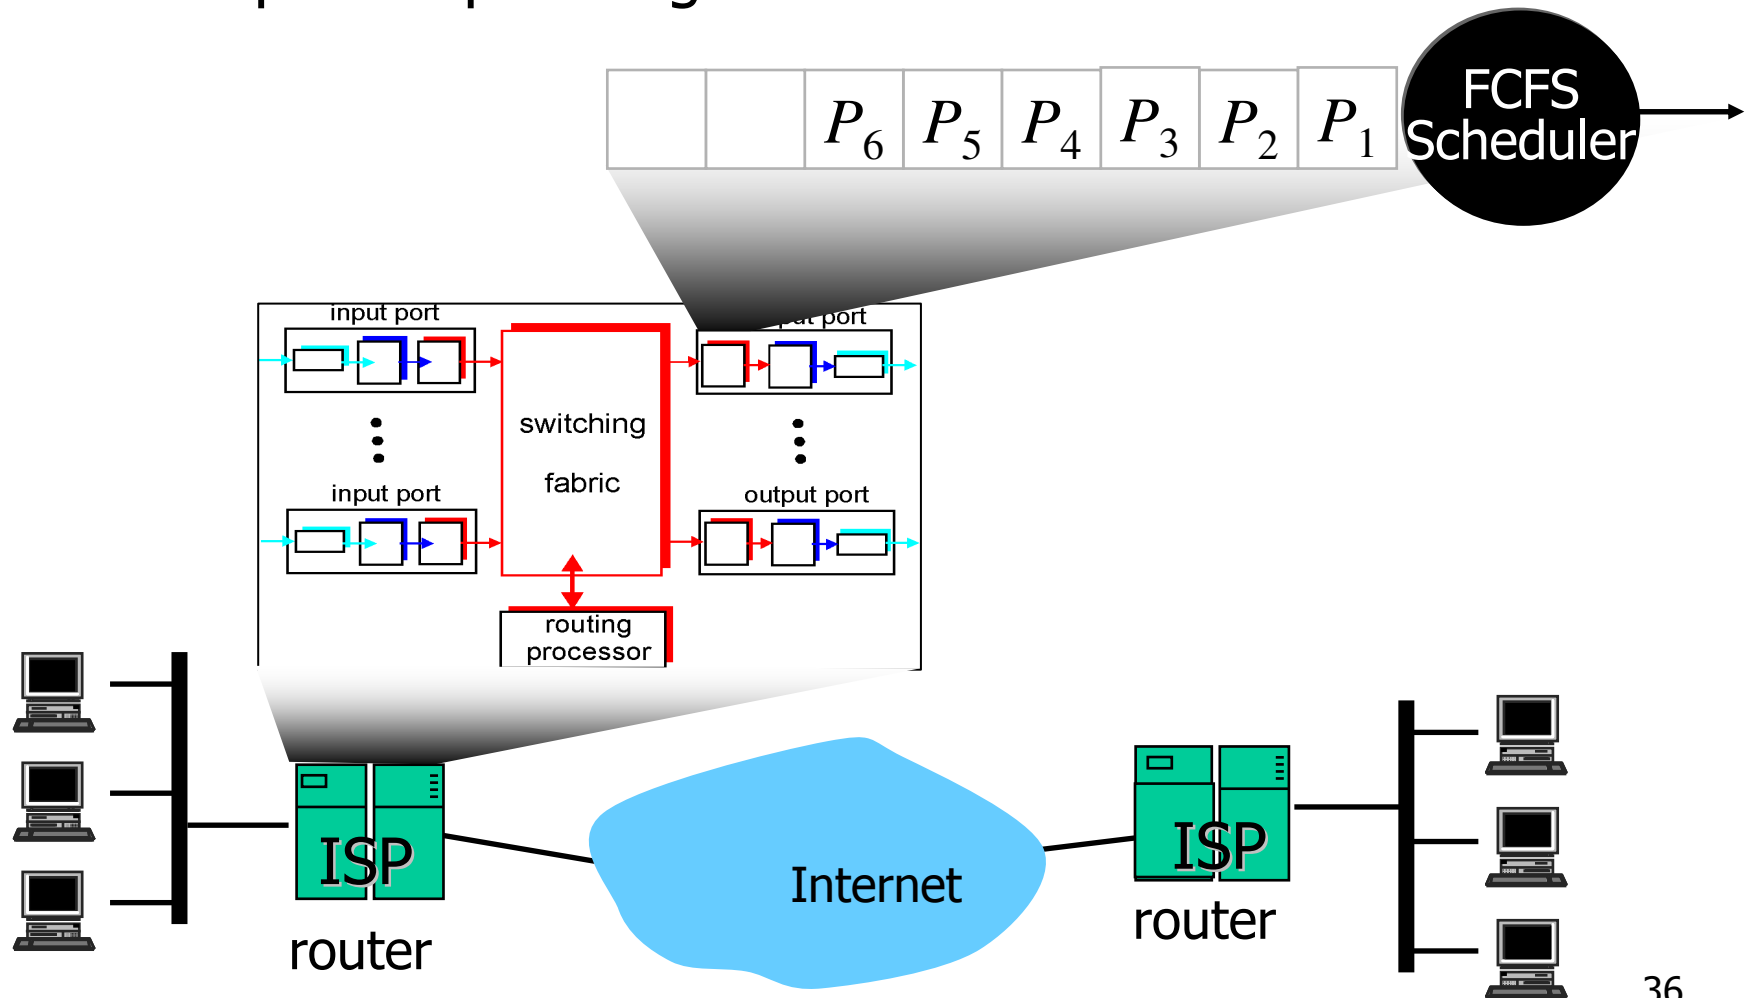 FCFS
Scheduler
P6 P5 P4 P3 P2 P1
input port
port
switching
fabric
input port
output port
routing
processor
ISP
ISP
Internet
router
router
36